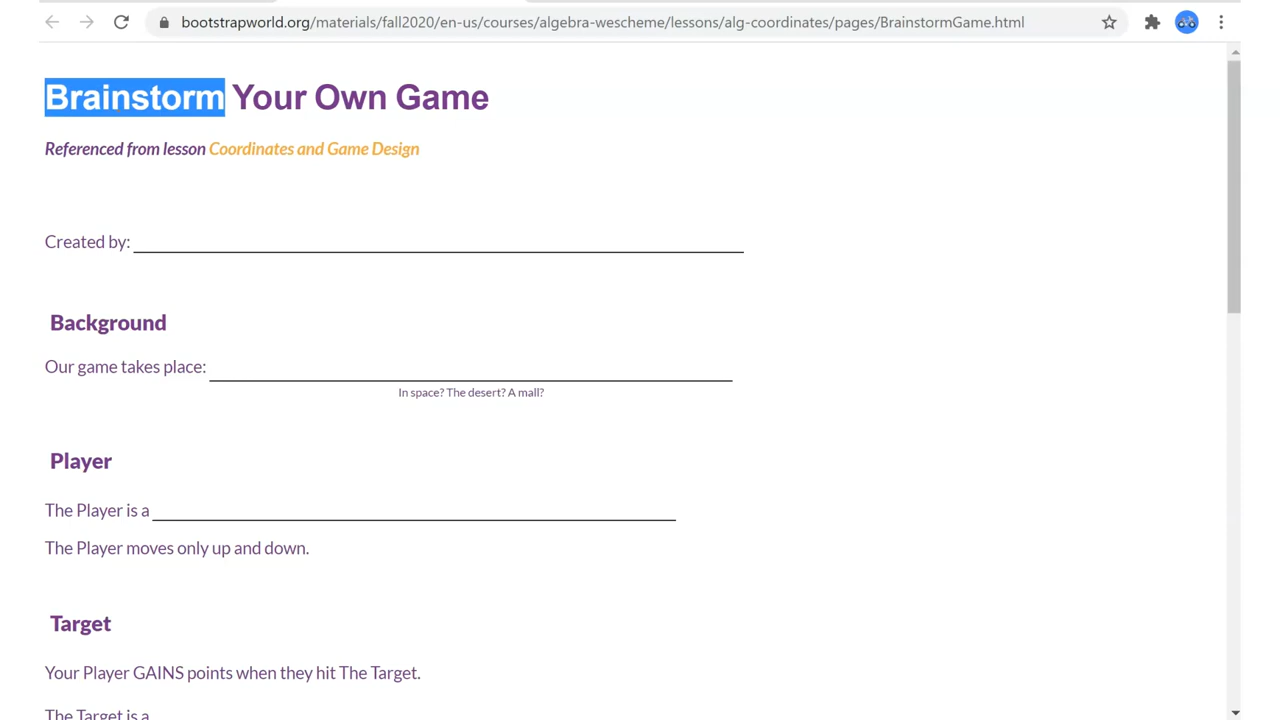 bootstrapworld.org/materials/fall2020/en-us/courses/algebra-wescheme/lessons/alg-coordinates/pages/BrainstormGame.html
Brainstorm Your Own Game
Referenced from lesson Coordinates and Game Design
Created by:
Background
Our game takes place:
In space? The desert? A mall?
Player
The Player is a
The Player moves only up and down.
Target
Your Player GAINS points when they hit The Target.
The Target is a